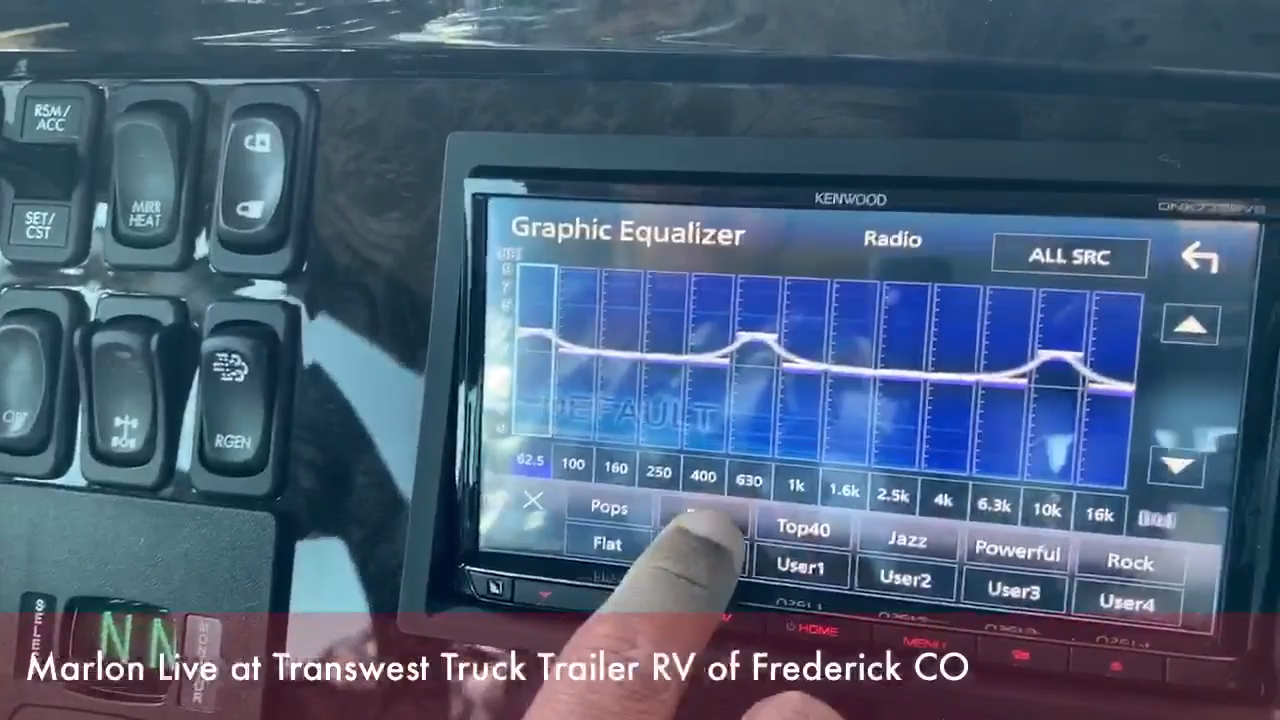 RSM/
ACC
SET/
CST
MIRR
HEAT
OFF
RGEN
KENWOOD
Graphic Equalizer
Radio
ALL SRC
DEFAULT
62.5 100 160 250 400 630 1k 1.6k 2.5k 4k 6.3k 10k 16k
Pops Top40 Jazz Powerful Rock
Flat User1 User2 User3 User4
HOME
MENU
NN
Marlon Live at Transwest Truck Trailer RV of Frederick CO